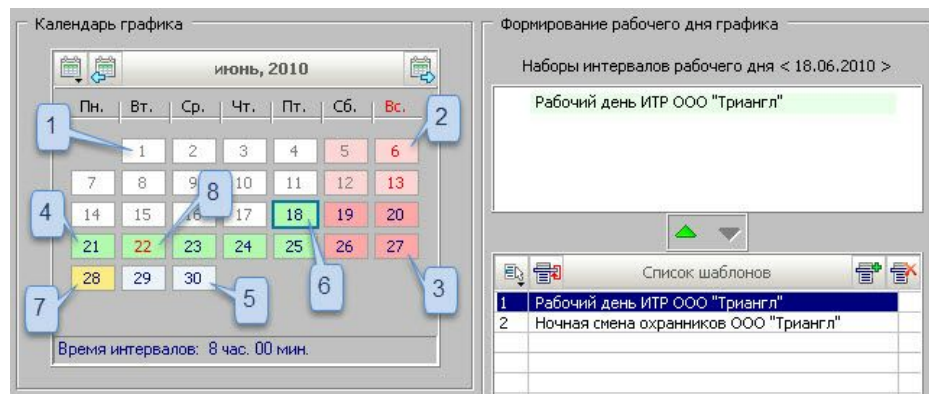 Календарь графика
июнь, 2010
Пн. Вт. Ср. Чт. Пт. Сб. Вс.
1 2
1 2 3 4 5 6
7 8 9 10 11 12 13
8
4 14 15 16 17 18 19 20
21 22 23 24 25 26 27
28 29 30
7 5 6 3
Время интервалов: 8 час. 00 мин.
Формирование рабочего дня графика
Наборы интервалов рабочего дня < 18.06.2010 >
Рабочий день ИТР ООО "Триангл"
Список шаблонов
1 Рабочий день ИТР ООО "Триангл"
2 Ночная смена охранников ООО "Триангл"